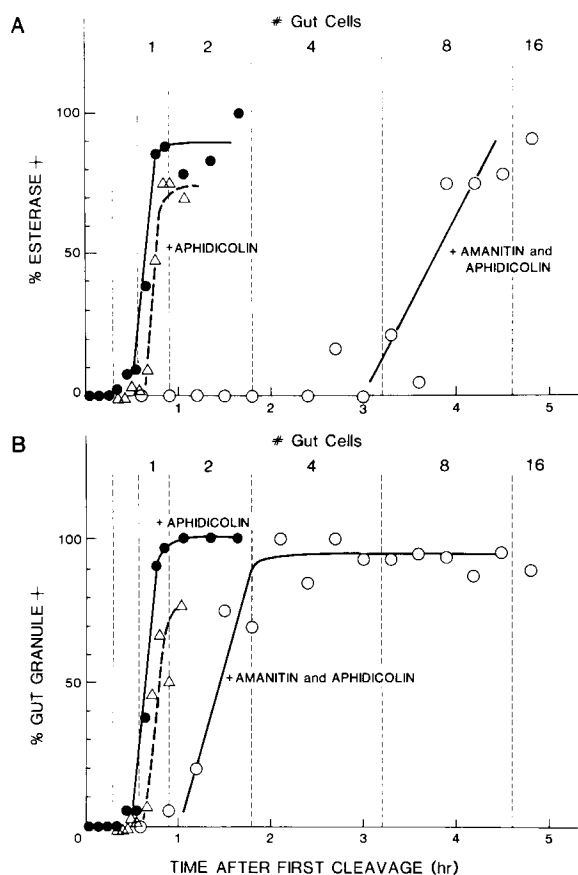 A
# Gut Cells
1 2 4 8 16
% ESTERASE +
100
50
0
+ APHIDICOLIN
+ AMANITIN and
APHIDICOLIN
1 2 3 4 5
B
# Gut Cells
1 2 4 8 16
% GUT GRANULE +
+ APHIDICOLIN
100
50
0
+ AMANITIN and APHIDICOLIN
0 1 2 3 4 5
TIME AFTER FIRST CLEAVAGE (hr)